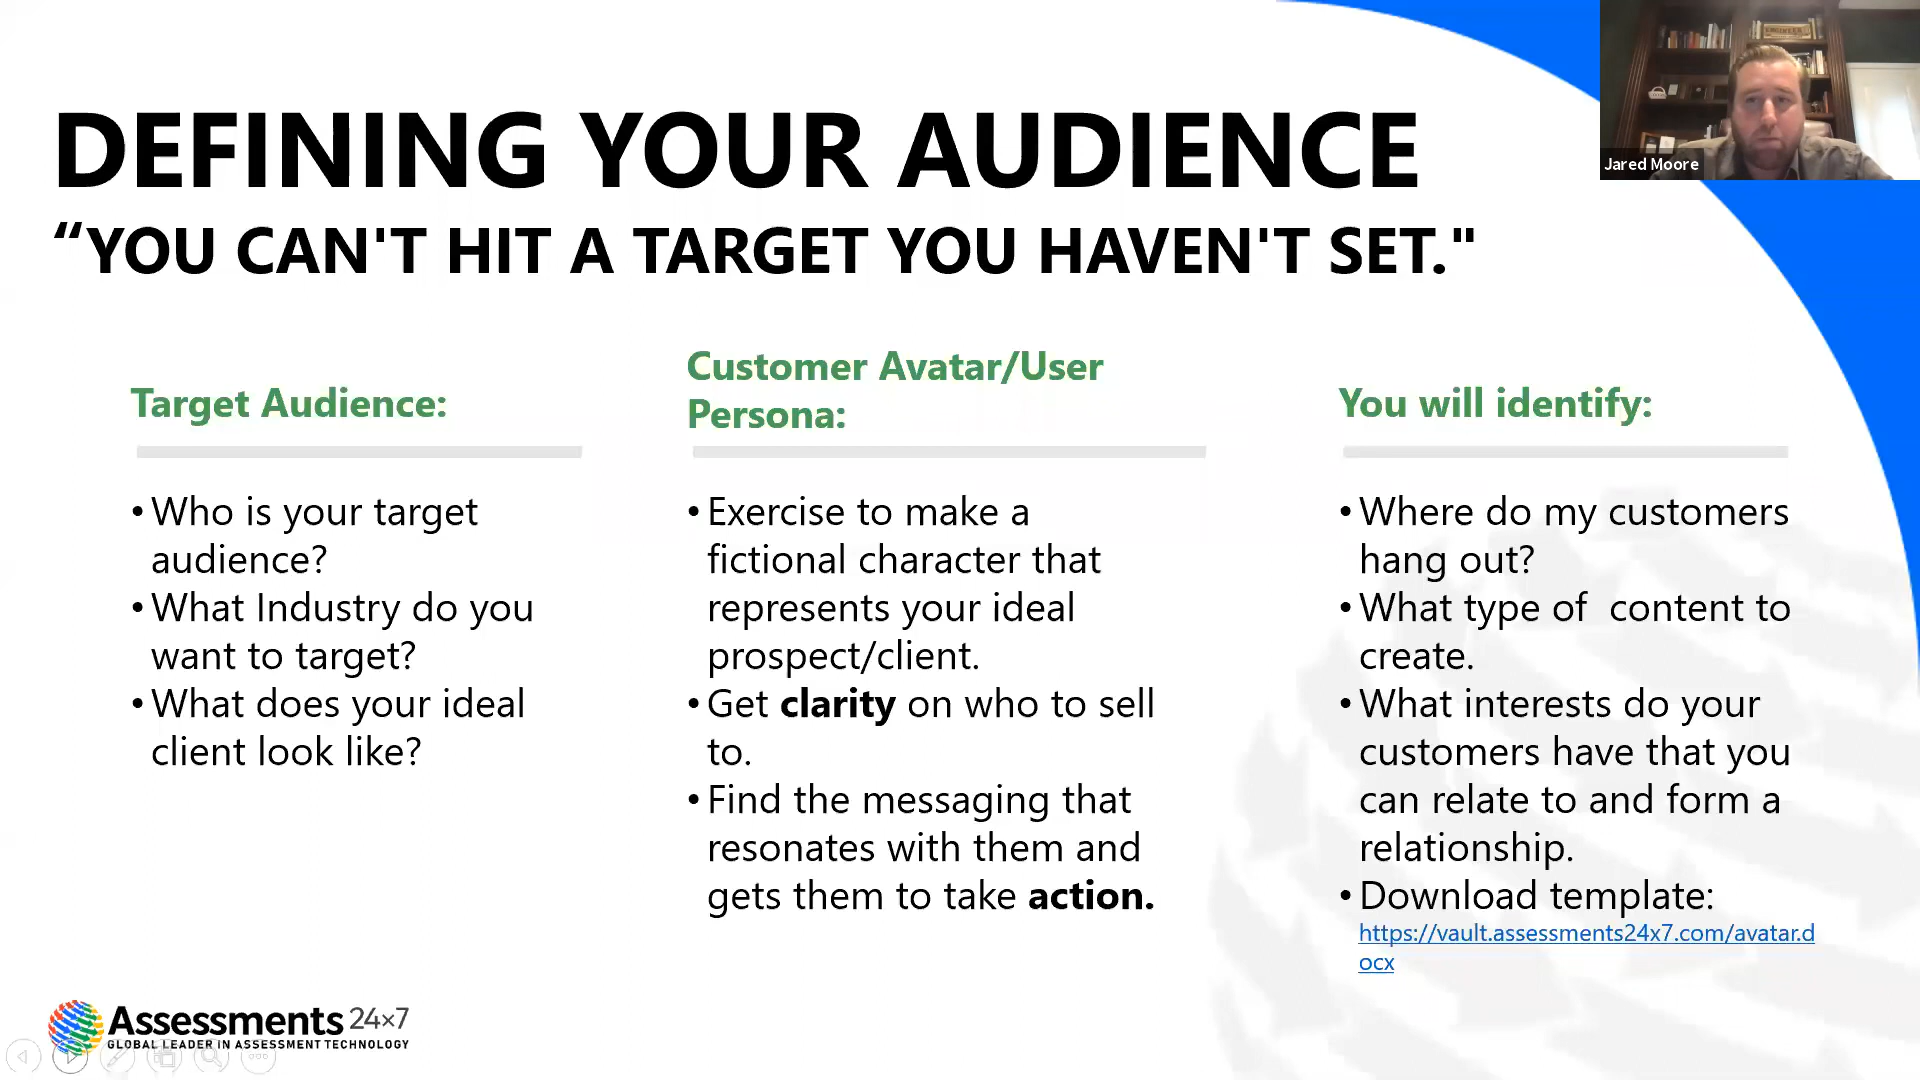 DEFINING YOUR AUDIENCE
“YOU CAN'T HIT A TARGET YOU HAVEN'T SET."
ENGINEER
Jared Moore
Target Audience:
• Who is your target
audience?
• What Industry do you
want to target?
• What does your ideal
client look like?
Customer Avatar/User
Persona:
• Exercise to make a
fictional character that
represents your ideal
prospect/client.
• Get clarity on who to sell
to.
• Find the messaging that
resonates with them and
gets them to take action.
You will identify:
• Where do my customers
hang out?
• What type of  content to
create.
• What interests do your
customers have that you
can relate to and form a
relationship.
• Download template:
https://vault.assessments24x7.com/avatar.d
ocx
Assessments 24x7
GLOBAL LEADER IN ASSESSMENT TECHNOLOGY